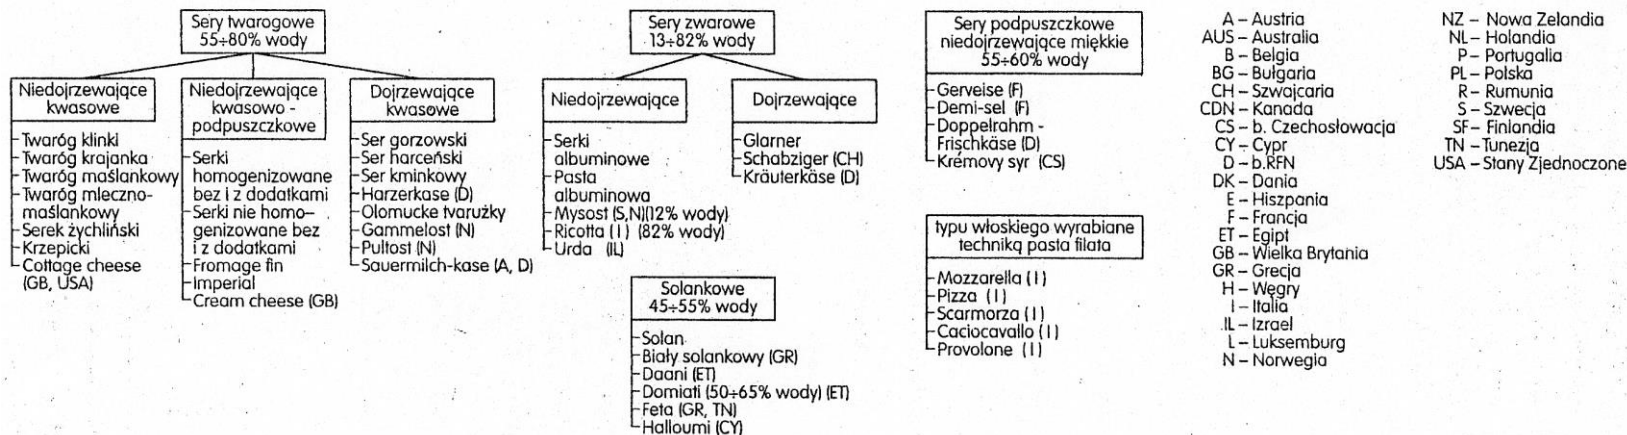 Sery twarogowe
55÷80% wody
Niedojrzewające
kwasowe
Twaróg klinki
Twaróg krajanka
Twaróg maślankowy
Twaróg mleczno-
maślankowy
Serek żychliński
Krzepicki
Cottage cheese
(GB, USA)
Niedojrzewające
kwasowo -
podpuszczkowe
Serki
homogenizowane
bez i z dodatkami
Serki nie homo-
genizowane bez
i z dodatkami
Fromage fin
Imperial
Cream cheese (GB)
Dojrzewające
kwasowe
Ser gorzowski
Ser harceński
Ser kminkowy
Harzerkase (D)
Olomucke tvarużky
Gammelost (N)
Pultost (N)
Sauermilch-kase (A, D)
Sery zwarowe
13÷82% wody
Niedojrzewające
Serki
albuminowe
Pasta
albuminowa
Mysost (S,N)(12% wody)
Ricotta (I) (82% wody)
Urda (IL)
Dojrzewające
Glarner
Schabziger (CH)
Kräuterkäse (D)
Solankowe
45÷55% wody
Solan
Biały solankowy (GR)
Daani (ET)
Domiati (50÷65% wody) (ET)
Feta (GR, TN)
Halloumi (CY)
Sery podpuszczkowe
niedojrzewające miękkie
55÷60% wody
Gerveise (F)
Demi-sel (F)
Doppelrahm -
Frischkäse (D)
Krémovy syr (CS)
typu włoskiego wyrabiane
techniką pasta filata
Mozzarella (I)
Pizza (I)
Scarmorza (I)
Caciocavallo (I)
Provolone (I)
A – Austria
AUS – Australia
B – Belgia
BG – Bułgaria
CH – Szwajcaria
CDN – Kanada
CS – b. Czechosłowacja
CY – Cypr
D – b.RFN
DK – Dania
E – Hiszpania
F – Francja
ET – Egipt
GB – Wielka Brytania
GR – Grecja
H – Węgry
I – Italia
IL – Izrael
L – Luksemburg
N – Norwegia
NZ – Nowa Zelandia
NL – Holandia
P – Portugalia
PL – Polska
R – Rumunia
S – Szwecja
SF – Finlandia
TN – Tunezja
USA – Stany Zjednoczone